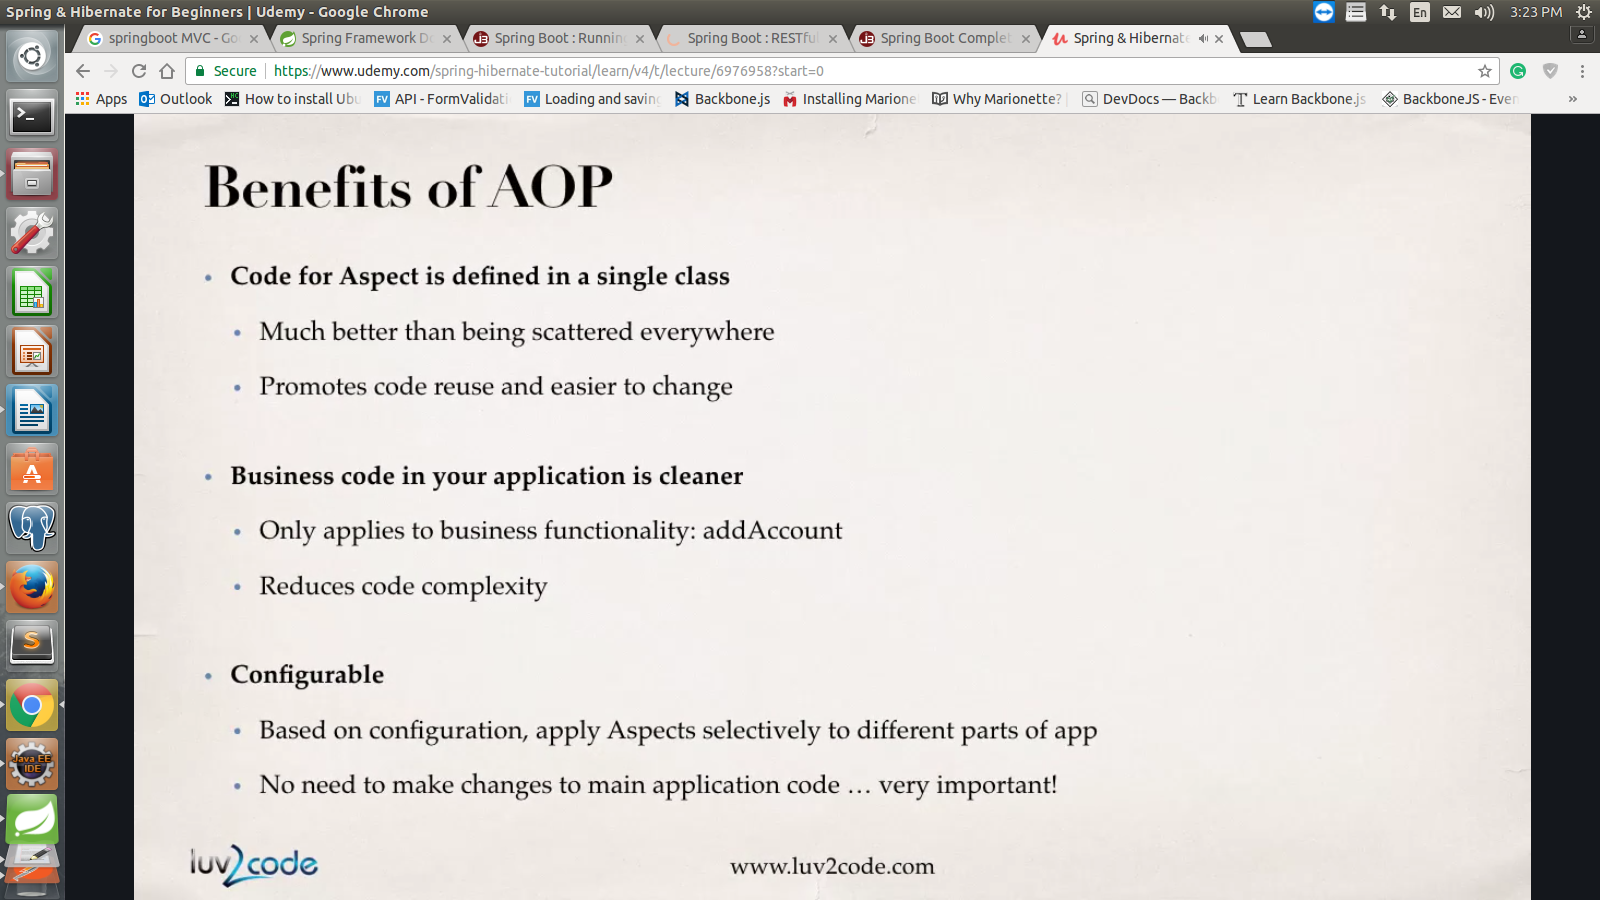 Spring & Hibernate for Beginners | Udemy - Google Chrome
En
3:23 PM
springboot MVC - Go
Spring Framework D
Spring Boot : Runnin
Spring Boot : RESTfu
Spring Boot Complet
Spring & Hibernate
Secure
https://www.udemy.com/spring-hibernate-tutorial/learn/v4/t/lecture/6976958?start=0
Apps
Outlook
How to install Ubu
API - FormValidati
Loading and saving
Backbone.js
Installing Marione
Why Marionette?
DevDocs — Backb
Learn Backbone.js
BackboneJS - Even
»
Benefits of AOP
• Code for Aspect is defined in a single class
• Much better than being scattered everywhere
• Promotes code reuse and easier to change
• Business code in your application is cleaner
• Only applies to business functionality: addAccount
• Reduces code complexity
• Configurable
• Based on configuration, apply Aspects selectively to different parts of app
• No need to make changes to main application code … very important!
luv2code
www.luv2code.com
Java EE
IDE